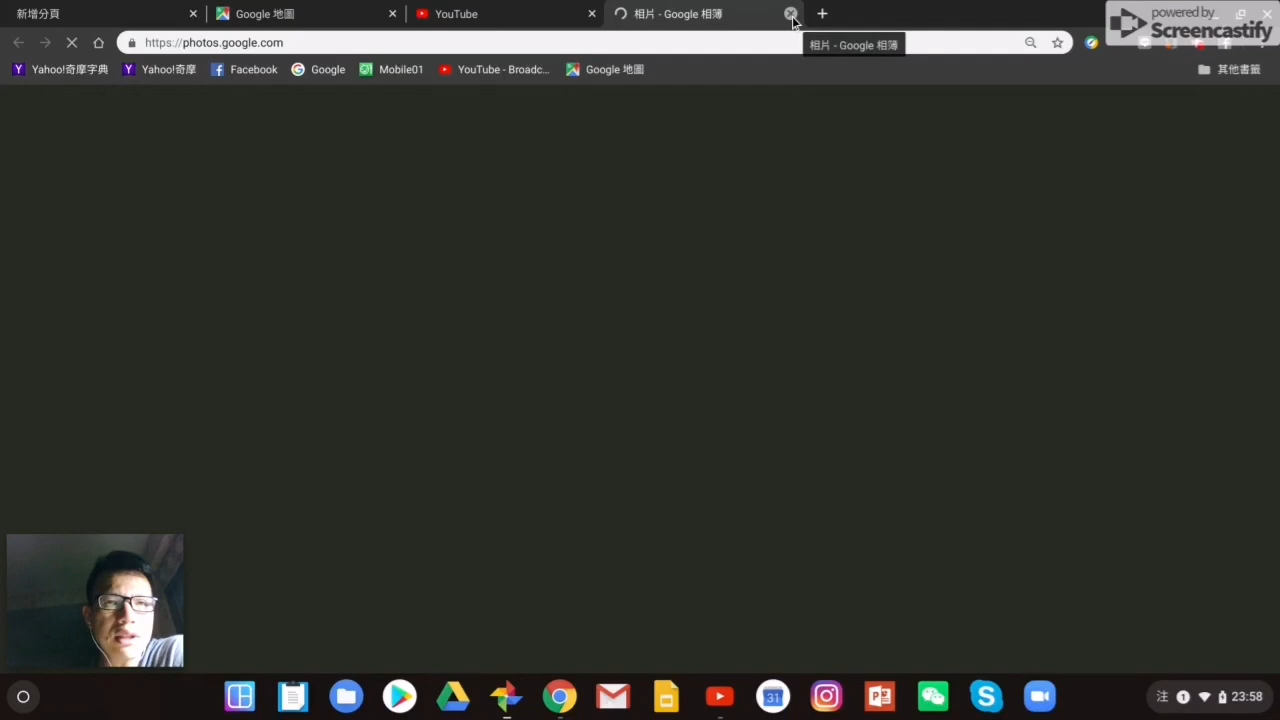 新增分頁
Google 地圖
YouTube
相片 - Google 相簿
powered by
Screencastify
https://photos.google.com
相片 - Google 相簿
Yahoo!奇摩字典
Yahoo!奇摩
Facebook
Google
Mobile01
YouTube - Broadc...
Google 地圖
其他書籤
31
注
1
23:58